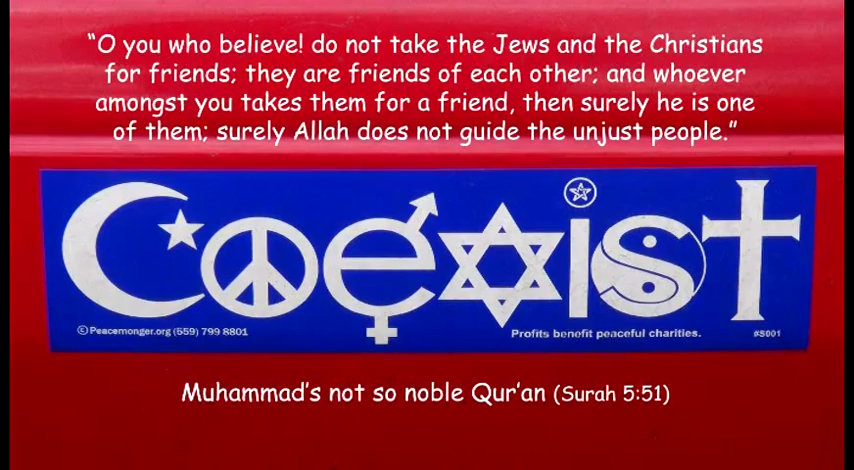 “O you who believe! do not take the Jews and the Christians
for friends; they are friends of each other; and whoever
amongst you takes them for a friend, then surely he is one
of them; surely Allah does not guide the unjust people.”
Coexist
©Peacemonger.org (559) 799 8801
Profits benefit peaceful charities.
#S001
Muhammad’s not so noble Qur’an (Surah 5:51)